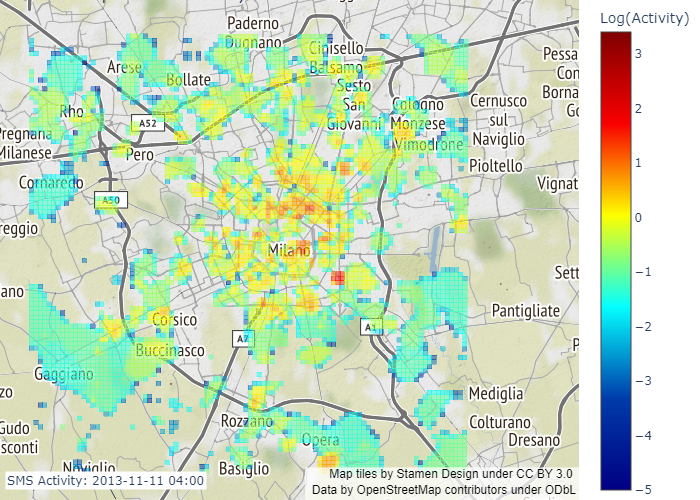 Log(Activity)
3
2
1
0
−1
−2
−3
−4
−5
Paderno
Dugnano
Cinisello
Balsamo
Arese
Bollate
Sesto
San
Giovanni
Pessa
Con
Borna
Go
Rho
A52
Cologno
Monzese
Cernusco
sul
Naviglio
Pregnana
Milanese
Pero
Vimodrone
Pioltello
Cornaredo
Vignat
A50
reggio
Milano
Sett
ano
Pantigliate
Corsico
A7
A1
Buccinasco
P
Gaggiano
zo
Mediglia
Rozzano
Colturano
Gudo
sconti
Opera
Dresano
Noviglio
Basiglio
SMS Activity: 2013-11-11 04:00
Map tiles by Stamen Design under CC BY 3.0
Data by OpenStreetMap contributors under ODbL